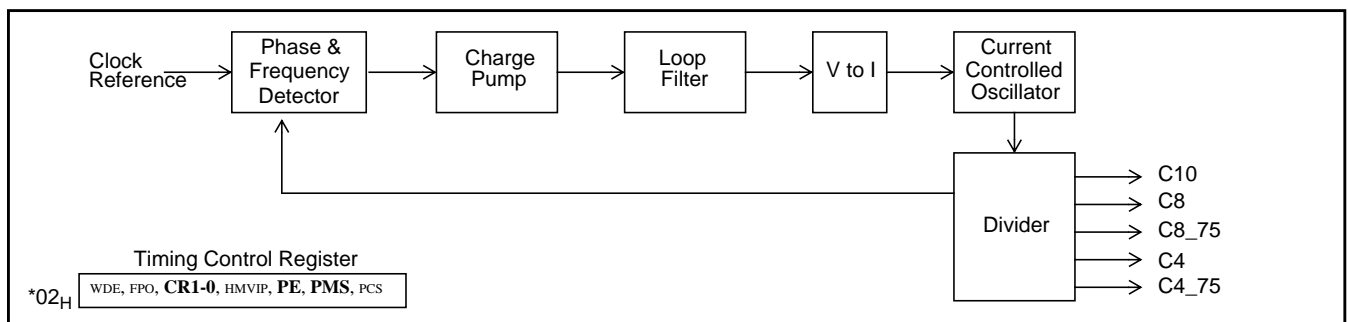 Clock
Reference
Phase &
Frequency
Detector
Charge
Pump
Loop
Filter
V to I
Current
Controlled
Oscillator
Divider
C10
C8
C8_75
C4
C4_75
Timing Control Register
*02H
WDE, FPO, CR1-0, HMVIP, PE, PMS, PCS